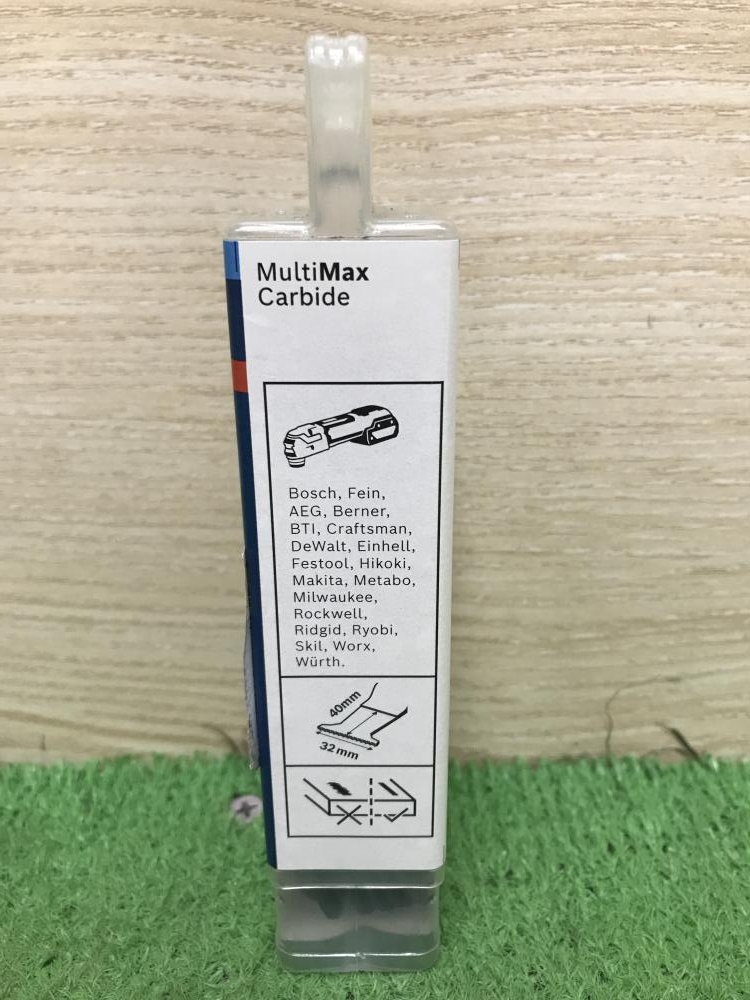 MultiMax
Carbide
Bosch, Fein,
AEG, Berner,
BTI, Craftsman,
DeWalt, Einhell,
Festool, Hikoki,
Makita, Metabo,
Milwaukee,
Rockwell,
Ridgid, Ryobi,
Skil, Worx,
Würth.
40mm
32mm